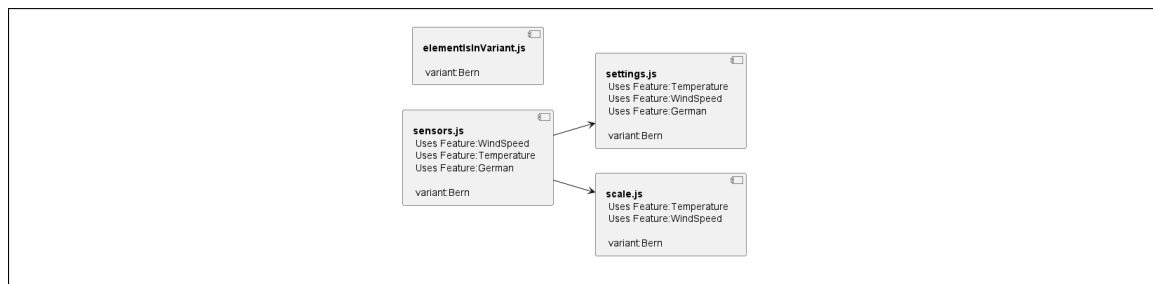 elementIsInVariant.js
variant:Bern
sensors.js
Uses Feature:WindSpeed
Uses Feature:Temperature
Uses Feature:German
variant:Bern
settings.js
Uses Feature:Temperature
Uses Feature:WindSpeed
Uses Feature:German
variant:Bern
scale.js
Uses Feature:Temperature
Uses Feature:WindSpeed
variant:Bern